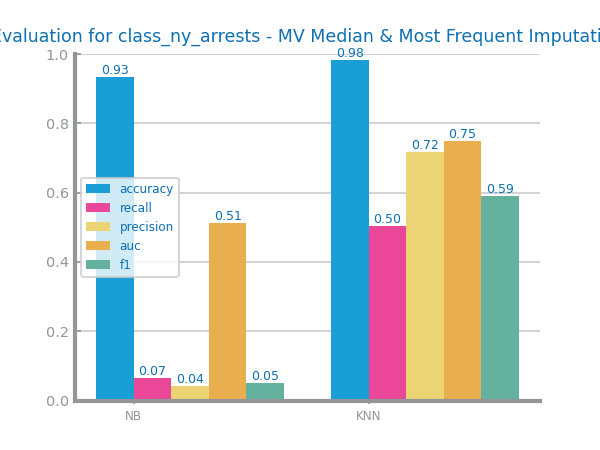 Evaluation for class_ny_arrests - MV Median & Most Frequent Imputati
1.0
0.8
0.6
0.4
0.2
0.0
0.93
0.07
0.04
0.51
0.05
0.98
0.50
0.72
0.75
0.59
accuracy
recall
precision
auc
f1
NB
KNN